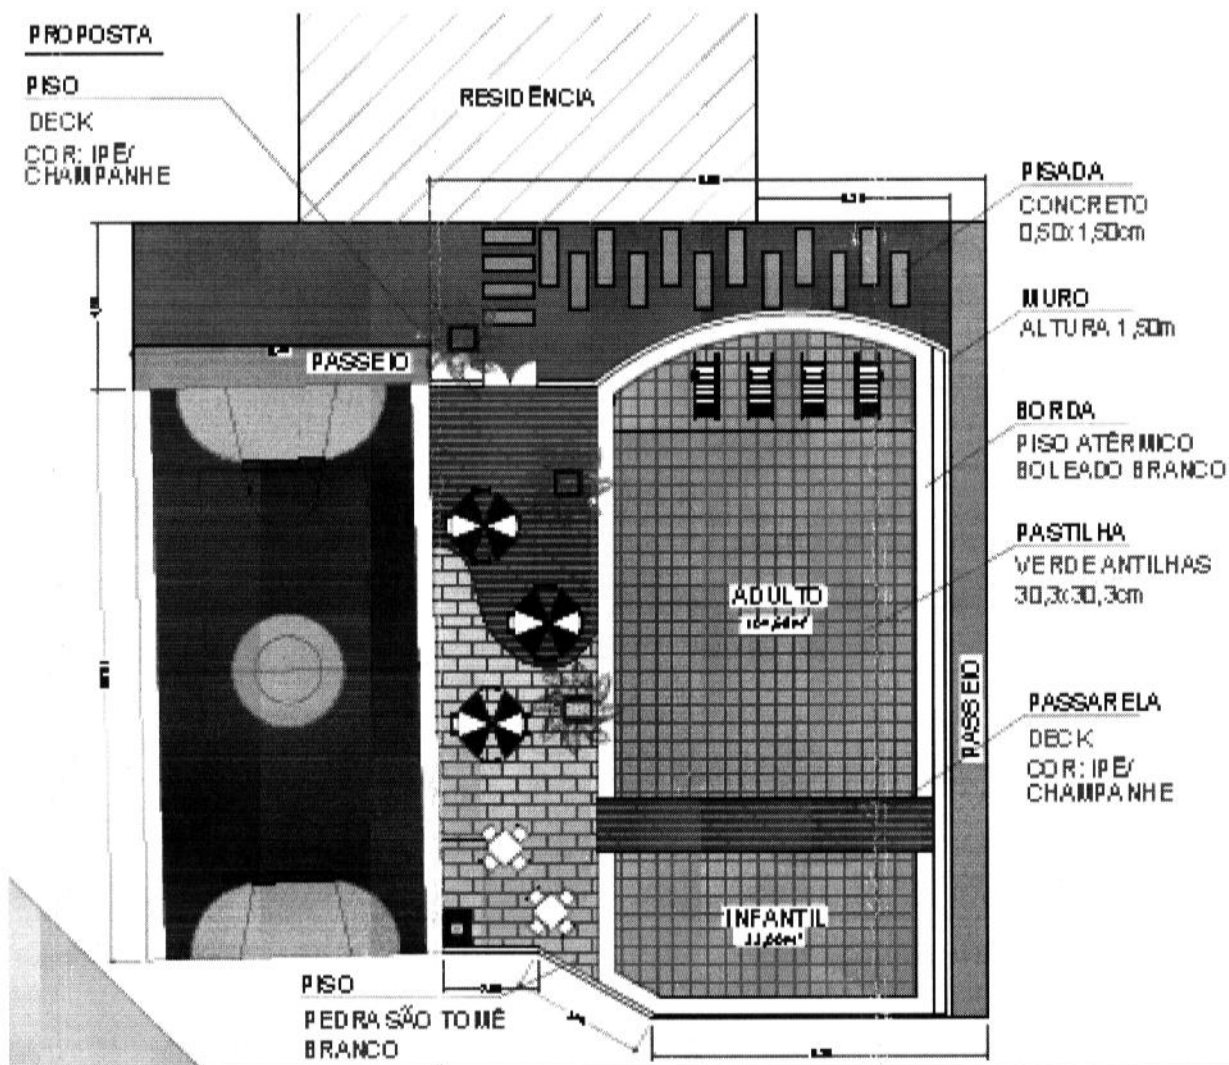 PROPOSTA
PISO
DECK
COR: IPÊ/
CHAMPANHE
RESIDÊNCIA
PISADA
CONCRETO
0,50x1,50cm
MURO
ALTURA 1,50m
PASSEIO
BORDA
PISO ATÉRMICO
BOLEADO BRANCO
PASTILHA
VERDE ANTILHAS
30,3x30,3cm
ADULTO
PASSEIO
PASSARELA
DECK
COR: IPÊ/
CHAMPANHE
INFANTIL
PISO
PEDRA SÃO TOMÉ
BRANCO